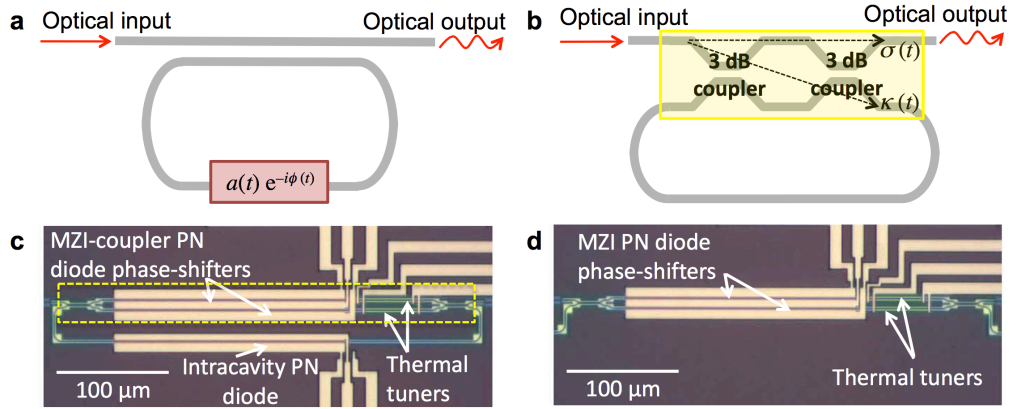 a
Optical input
Optical output
a(t) e^{-iϕ(t)}
b
Optical input
Optical output
3 dB
coupler
3 dB
coupler
σ(t)
κ(t)
c
MZI-coupler PN
diode phase-shifters
Intracavity PN
diode
Thermal
tuners
100 μm
d
MZI PN diode
phase-shifters
Thermal tuners
100 μm